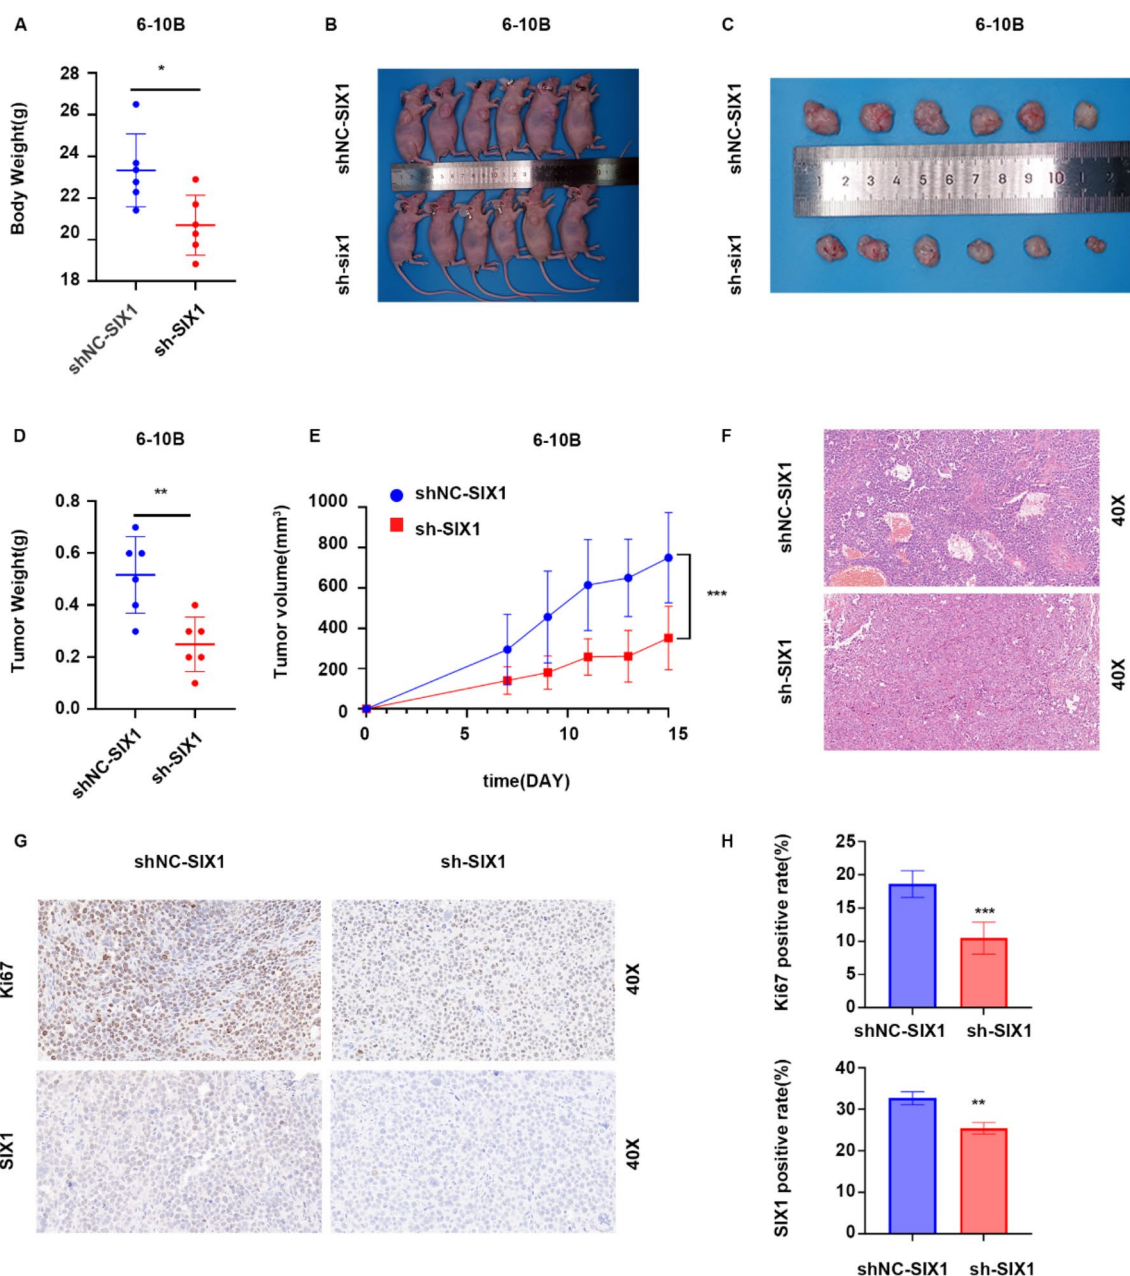 A
6-10B
Body Weight(g)
28
26
24
22
20
18
*
shNC-SIX1
sh-SIX1
B
6-10B
shNC-SIX1
sh-six1
C
6-10B
shNC-SIX1
sh-six1
1 2 3 4 5 6 7 8 9 10 1 2
D
6-10B
Tumor Weight(g)
0.8
0.6
0.4
0.2
0.0
**
shNC-SIX1
sh-SIX1
E
6-10B
shNC-SIX1
sh-SIX1
Tumor volume(mm³)
1000
800
600
400
200
0
***
0 5 10 15
time(DAY)
F
shNC-SIX1
40X
sh-SIX1
40X
G
shNC-SIX1 sh-SIX1
Ki67
40X
SIX1
40X
H
Ki67 positive rate(%)
25
20
15
10
5
0
***
shNC-SIX1 sh-SIX1
SIX1 positive rate(%)
40
30
20
10
0
**
shNC-SIX1 sh-SIX1